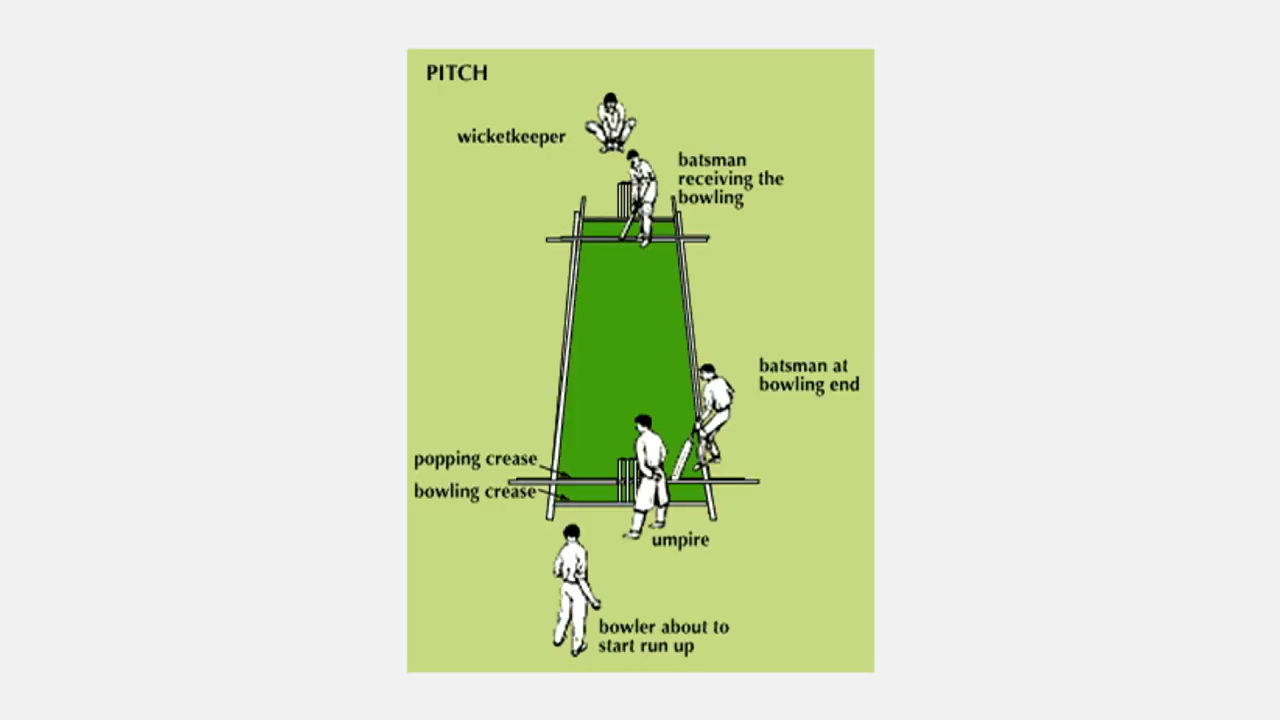 PITCH
wicketkeeper
batsman
receiving the
bowling
batsman at
bowling end
popping crease
bowling crease
umpire
bowler about to
start run up